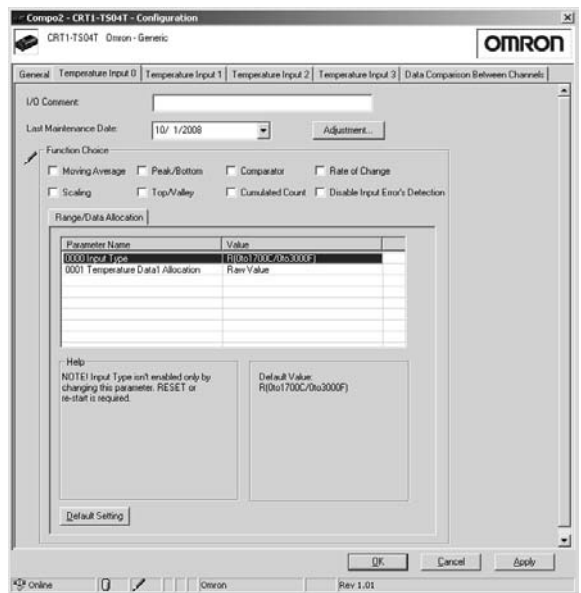 Compo2 - CRT1-TS04T - Configuration
CRT1-TS04T Omron - Generic
OMRON
General Temperature Input 0 Temperature Input 1 Temperature Input 2 Temperature Input 3 Data Comparison Between Channels
I/O Comment:
Last Maintenance Date: 10/ 1/2008 Adjustment...
Function Choice
Moving Average Peak/Bottom Comparator Rate of Change
Scaling Top/Valley Cumulated Count Disable Input Error's Detection
Range/Data Allocation
Parameter Name Value
0000 Input Type R(0to1700C/0to3000F)
0001 Temperature Data1 Allocation Raw Value
Help
NOTE! Input Type isn't enabled only by
changing this parameter. RESET or
re-start is required.
Default Value:
R(0to1700C/0to3000F)
Default Setting
OK Cancel Apply
Online Omron Rev 1.01